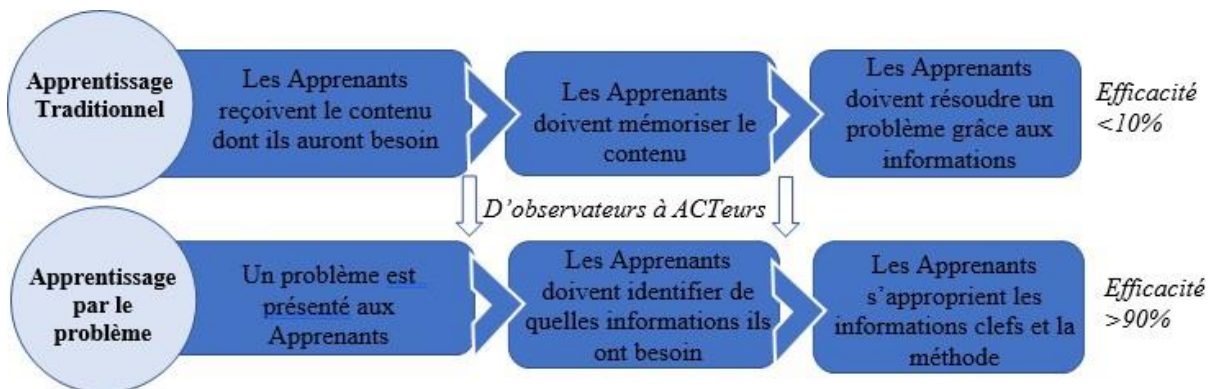 Apprentissage
Traditionnel
Les Apprenants
reçoivent le contenu
dont ils auront besoin
Les Apprenants
doivent mémoriser le
contenu
Les Apprenants
doivent résoudre un
problème grâce aux
informations
Efficacité
<10%
D'observateurs à ACTeurs
Apprentissage
par le
problème
Un problème est
présenté aux
Apprenants
Les Apprenants
doivent identifier de
quelles informations ils
ont besoin
Les Apprenants
s'approprient les
informations clefs et la
méthode
Efficacité
>90%